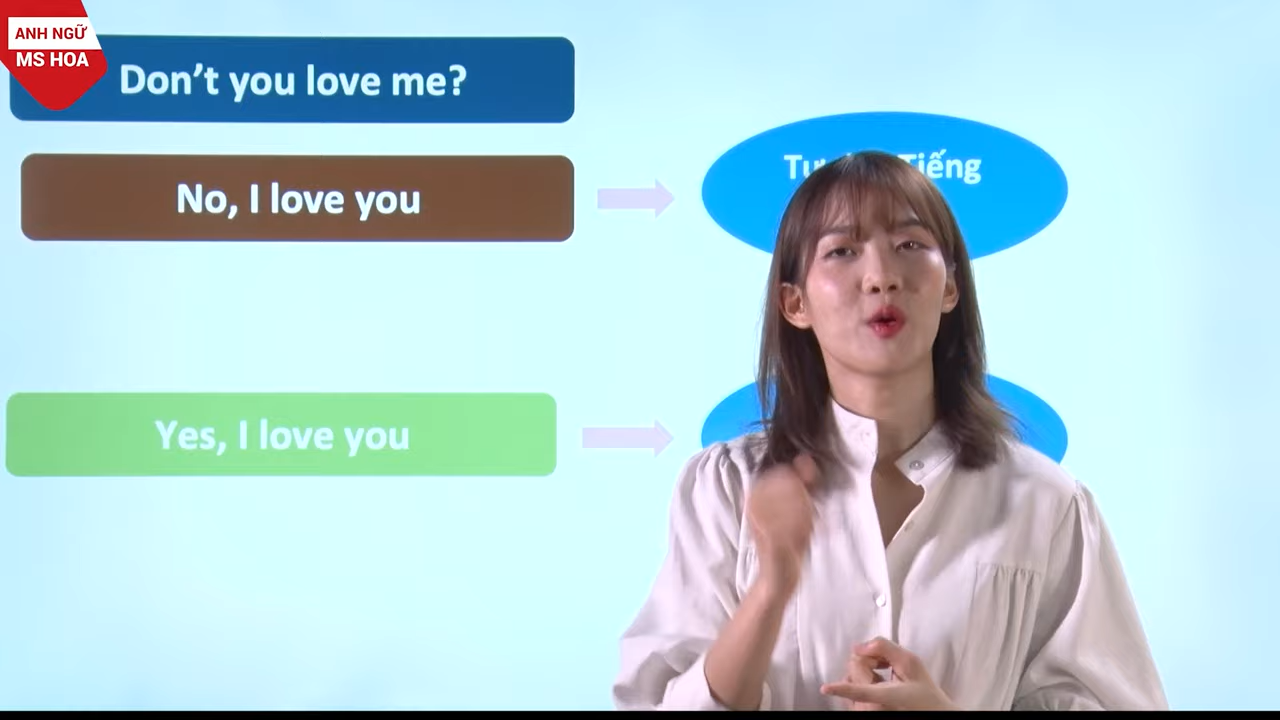 ANH NGỮ
MS HOA
Don't you love me?
No, I love you
Tiếng
Yes, I love you